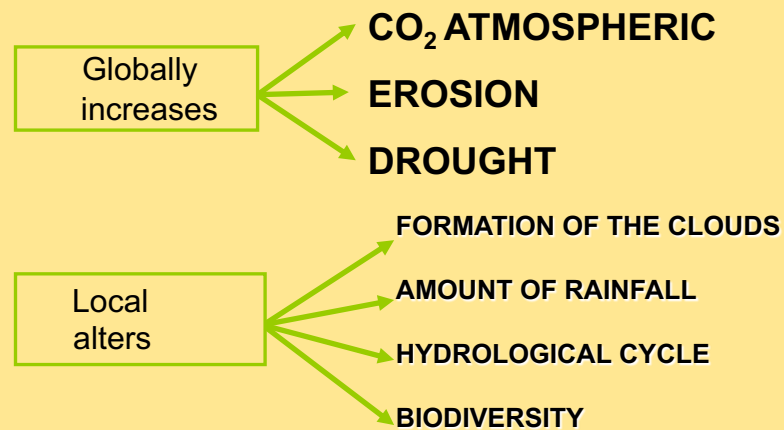 Globally
increases
CO₂ ATMOSPHERIC
EROSION
DROUGHT
Local
alters
FORMATION OF THE CLOUDS
AMOUNT OF RAINFALL
HYDROLOGICAL CYCLE
BIODIVERSITY